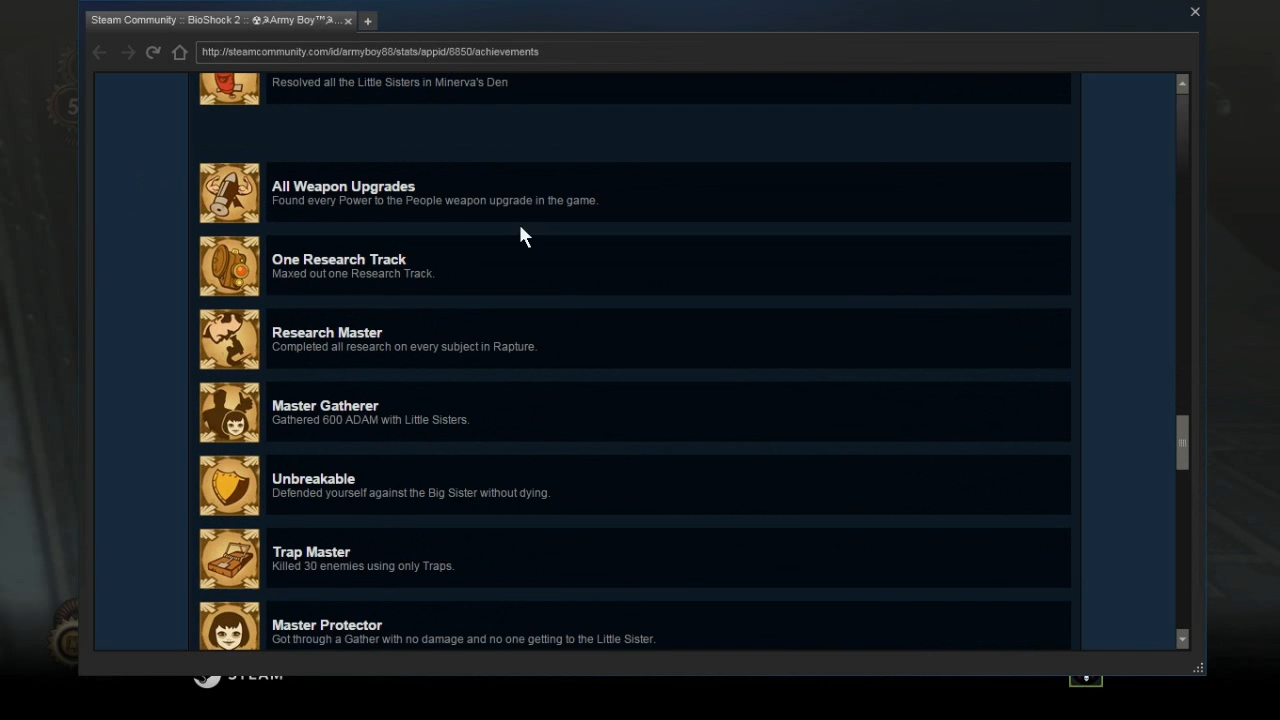 Steam Community :: BioShock 2 :: ☢☭Army Boy™☭...
http://steamcommunity.com/id/armyboy88/stats/appid/8850/achievements
Resolved all the Little Sisters in Minerva's Den
All Weapon Upgrades
Found every Power to the People weapon upgrade in the game.
One Research Track
Maxed out one Research Track.
Research Master
Completed all research on every subject in Rapture.
Master Gatherer
Gathered 600 ADAM with Little Sisters.
Unbreakable
Defended yourself against the Big Sister without dying.
Trap Master
Killed 30 enemies using only Traps.
Master Protector
Got through a Gather with no damage and no one getting to the Little Sister.
STEAM